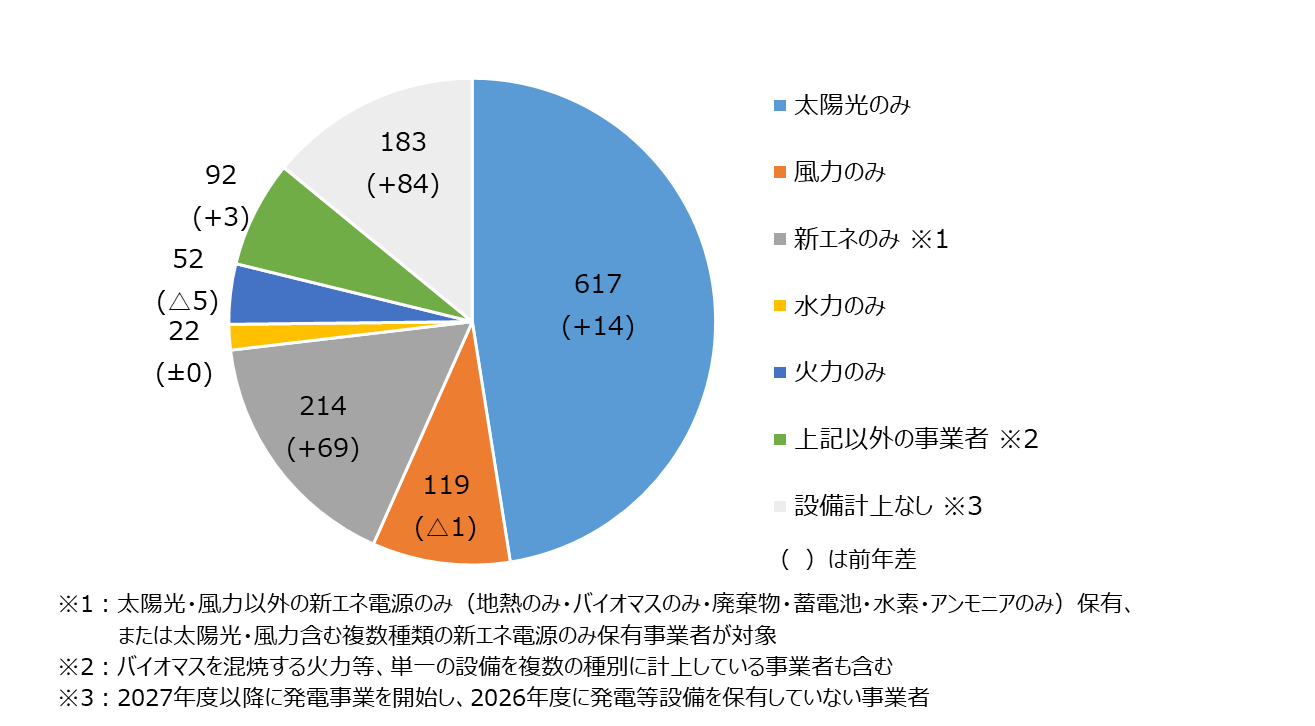 183
(+84)
92
(+3)
52
(△5)
22
(±0)
617
(+14)
214
(+69)
119
(△1)
太陽光のみ
風力のみ
新エネのみ ※1
水力のみ
火力のみ
上記以外の事業者 ※2
設備計上なし ※3
（ ）は前年差
※1：太陽光・風力以外の新エネ電源のみ（地熱のみ・バイオマスのみ・廃棄物・蓄電池・水素・アンモニアのみ）保有、
または太陽光・風力含む複数種類の新エネ電源のみ保有事業者が対象
※2：バイオマスを混焼する火力等、単一の設備を複数の種別に計上している事業者も含む
※3：2027年度以降に発電事業を開始し、2026年度に発電等設備を保有していない事業者